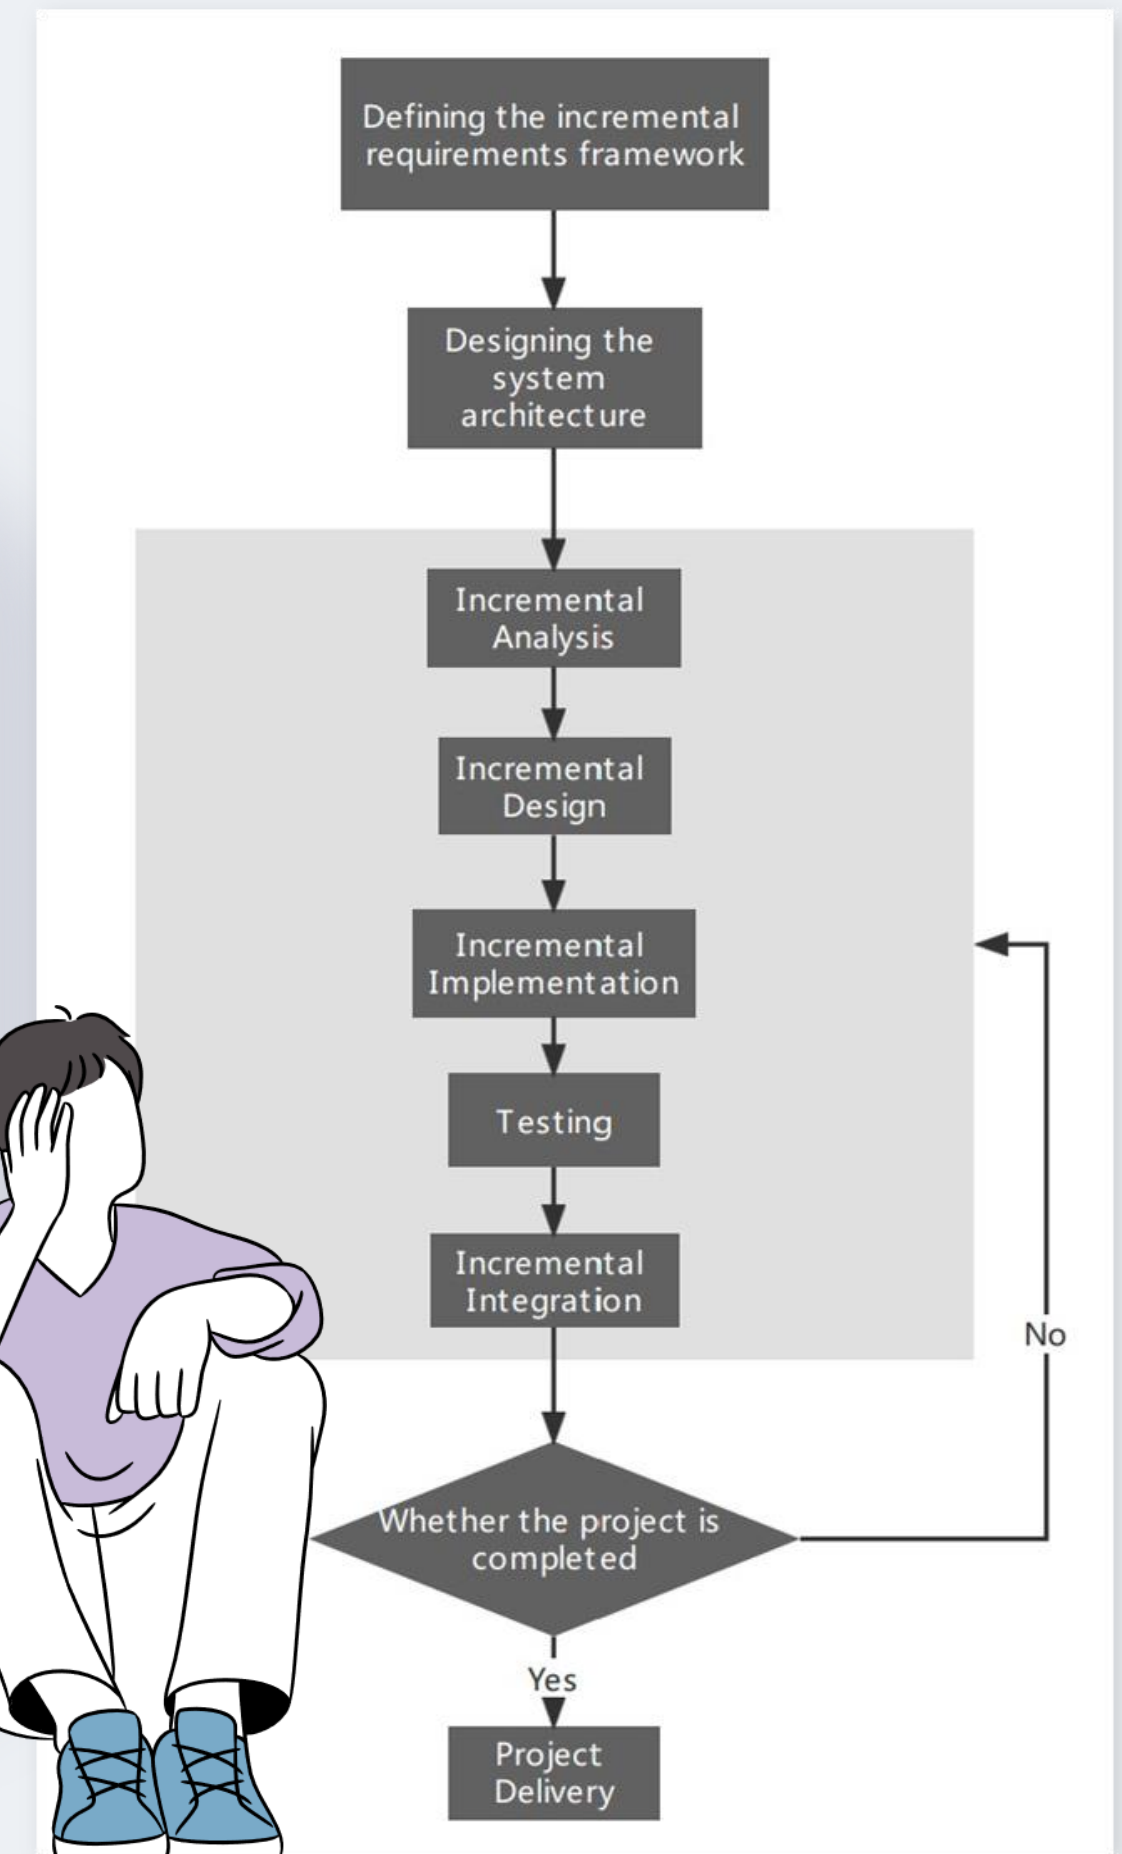 Defining the incremental
requirements framework
Designing the
system
architecture
Incremental
Analysis
Incremental
Design
Incremental
Implementation
Testing
Incremental
Integration
No
Whether the project is
completed
Yes
Project
Delivery